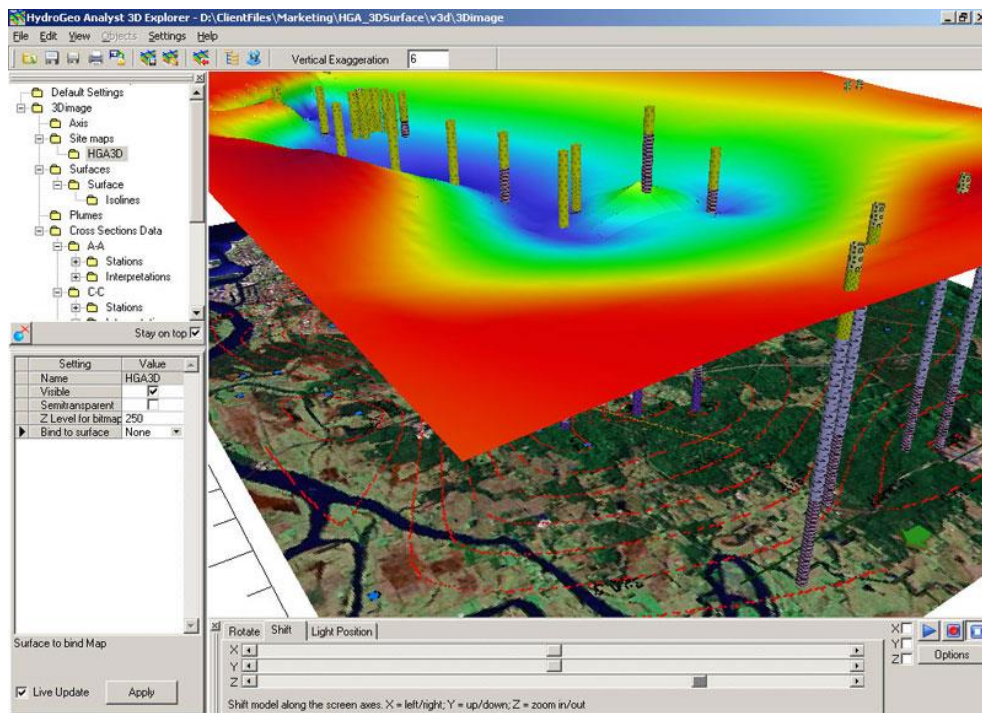 HydroGeo Analyst 3D Explorer - D:\ClientFiles\Marketing\HGA_3DSurface\v3d\3Dimage
File Edit View Objects Settings Help
Vertical Exaggeration 6
Default Settings
3Dimage
Axis
Site maps
HGA3D
Surfaces
Surface
Isolines
Plumes
Cross Sections Data
A-A
Stations
Interpretations
C-C
Stations
Stay on top
Setting Value
Name HGA3D
Visible
Semitransparent
Z Level for bitmap 250
Bind to surface None
Surface to bind Map
Live Update Apply
Rotate Shift Light Position
X
Y
Z
Shift model along the screen axes. X = left/right; Y = up/down; Z = zoom in/out
X
Y
Z
Options